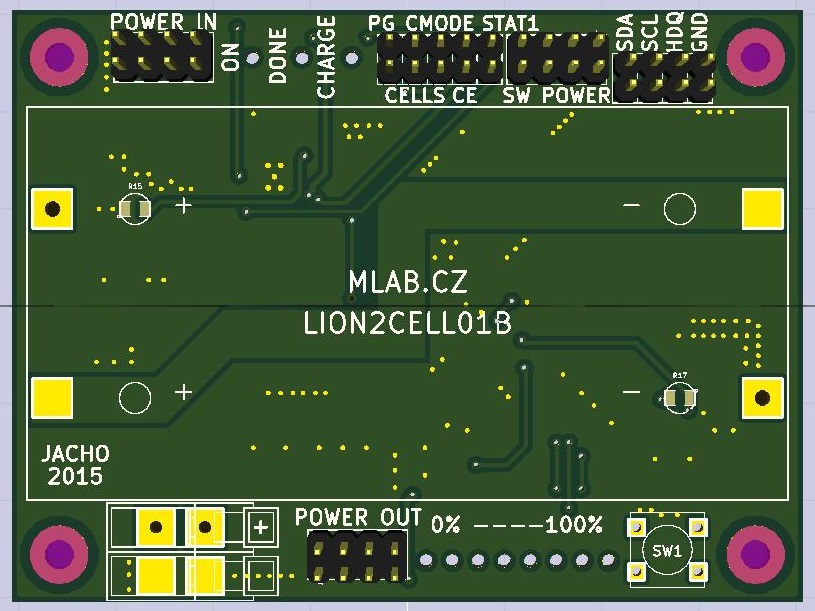 POWER IN
PG CMODE STAT1
ON
DONE
CHARGE
SDA
SCL
HDQ
GND
CELLS CE
SW POWER
R15
+
−
MLAB.CZ
LION2CELL01B
+
−
R17
JACHO
2015
+
POWER OUT
0% ----100%
SW1